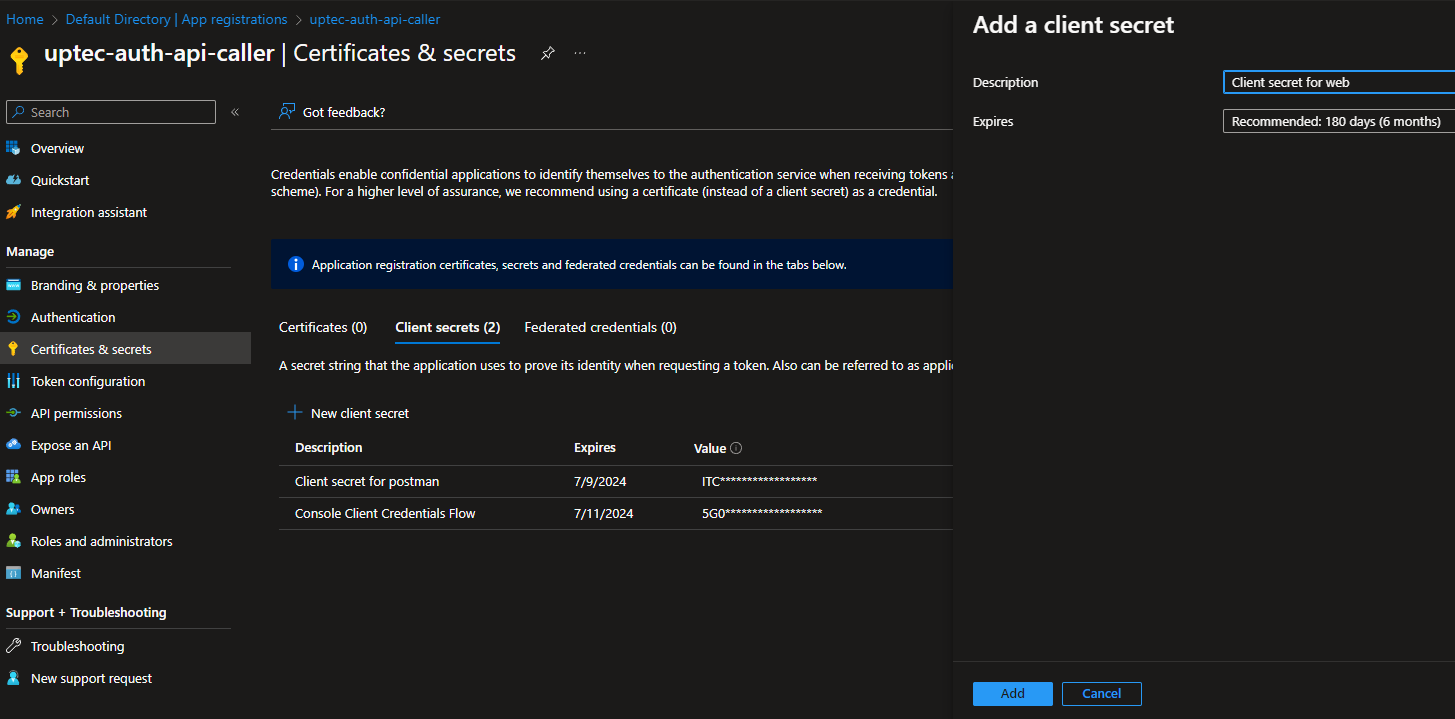 Home > Default Directory | App registrations > uptec-auth-api-caller
uptec-auth-api-caller | Certificates & secrets
Search
Overview
Quickstart
Integration assistant
Manage
Branding & properties
Authentication
Certificates & secrets
Token configuration
API permissions
Expose an API
App roles
Owners
Roles and administrators
Manifest
Support + Troubleshooting
Troubleshooting
New support request
Got feedback?
Credentials enable confidential applications to identify themselves to the authentication service when receiving tokens
scheme). For a higher level of assurance, we recommend using a certificate (instead of a client secret) as a credential.
Application registration certificates, secrets and federated credentials can be found in the tabs below.
Certificates (0) Client secrets (2) Federated credentials (0)
A secret string that the application uses to prove its identity when requesting a token. Also can be referred to as
New client secret
Description Expires Value
Client secret for postman 7/9/2024 ITC******************
Console Client Credentials Flow 7/11/2024 5G0******************
Add a client secret
Description Client secret for web
Expires Recommended: 180 days (6 months)
Add Cancel